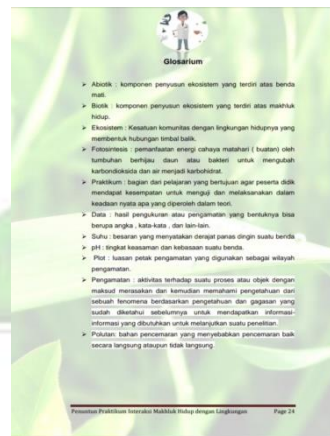 Glosarium
➢ Abiotik : komponen penyusun ekosistem yang terdiri atas benda
mati.
➢ Biotik : komponen penyusun ekosistem yang terdiri atas makhluk
hidup.
➢ Ekosistem : Kesatuan komunitas dengan lingkungan hidupnya yang
membentuk hubungan timbal balik.
➢ Fotosintesis : pemanfaatan energi cahaya matahari ( buatan) oleh
tumbuhan berhijau daun atau bakteri untuk mengubah
karbondioksida dan air menjadi karbohidrat.
➢ Praktikum : bagian dari pelajaran yang bertujuan agar peserta didik
mendapat kesempatan untuk menguji dan melaksanakan dalam
keadaan nyata apa yang diperoleh dalam teori.
➢ Data : hasil pengukuran atau pengamatan yang bentuknya bisa
berupa angka , kata-kata , dan lain-lain.
➢ Suhu : besaran yang menyatakan derajat panas dingin suatu benda
➢ pH : tingkat keasaman dan kebasaan suatu benda.
➢ Plot : luasan petak pengamatan yang digunakan sebagai wilayah
pengamatan.
➢ Pengamatan : aktivitas terhadap suatu proses atau objek dengan
maksud merasakan dan kemudian memahami pengetahuan dari
sebuah fenomena berdasarkan pengetahuan dan gagasan yang
sudah diketahui sebelumnya untuk mendapatkan informasi-
informasi yang dibutuhkan untuk melanjutkan suatu penelitian.
➢ Polutan: bahan pencemaran yang menyebabkan pencemaran baik
secara langsung ataupun tidak langsung.
Penuntun Praktikum Interaksi Makhluk Hidup dengan Lingkungan Page 24